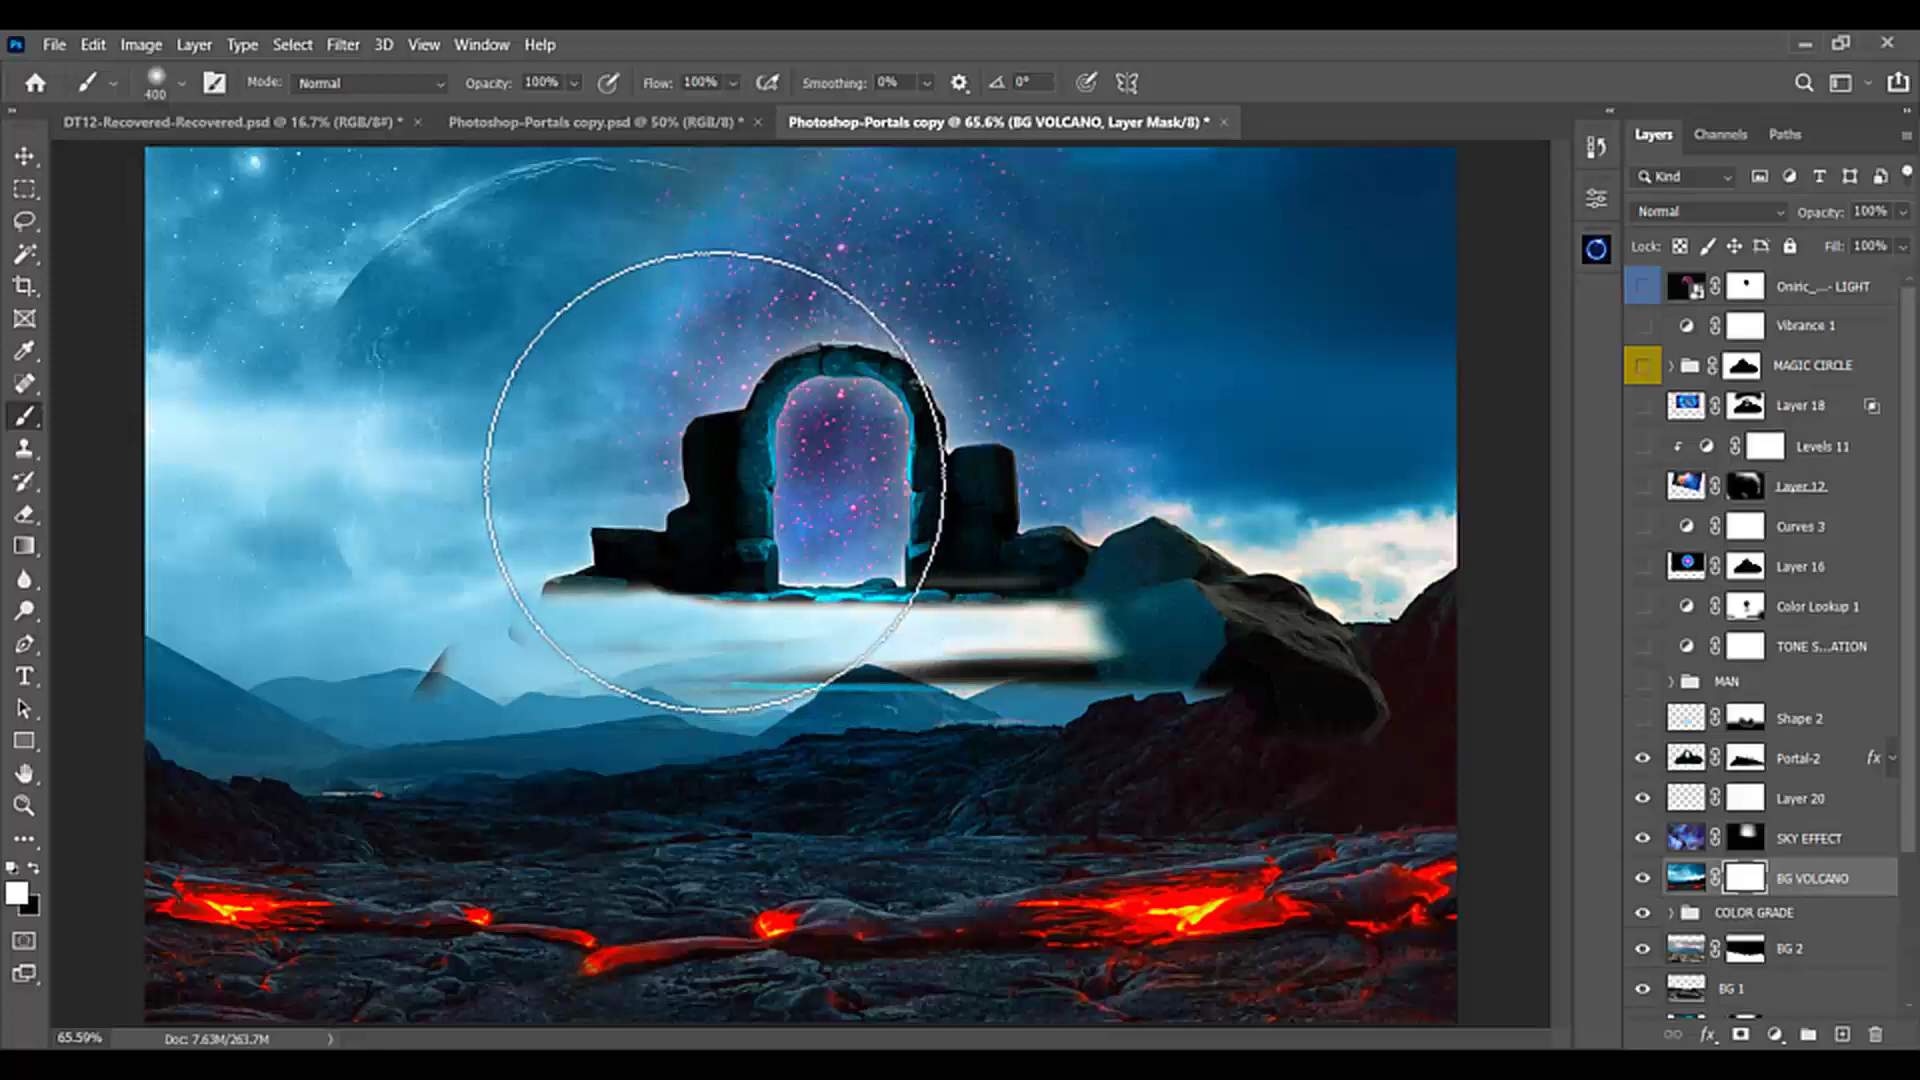 Ps File Edit Image Layer Type Select Filter 3D View Window Help
400 Mode: Normal Opacity: 100% Flow: 100% Smoothing: 0% 0°
DT12-Recovered-Recovered.psd @ 16.7% (RGB/8#) * × Photoshop-Portals copy.psd @ 50% (RGB/8) * × Photoshop-Portals copy @ 65.6% (BG VOLCANO, Layer Mask/8) * ×
Layers Channels Paths
Kind
Normal Opacity: 100%
Lock: Fill: 100%
Oniric_...- LIGHT
Vibrance 1
MAGIC CIRCLE
Layer 18
Levels 11
Layer 12
Curves 3
Layer 16
Color Lookup 1
TONE S...ATION
MAN
Shape 2
Portal-2 fx
Layer 20
SKY EFFECT
BG VOLCANO
COLOR GRADE
BG 2
BG 1
65.59% Doc: 7.63M/263.7M
fx